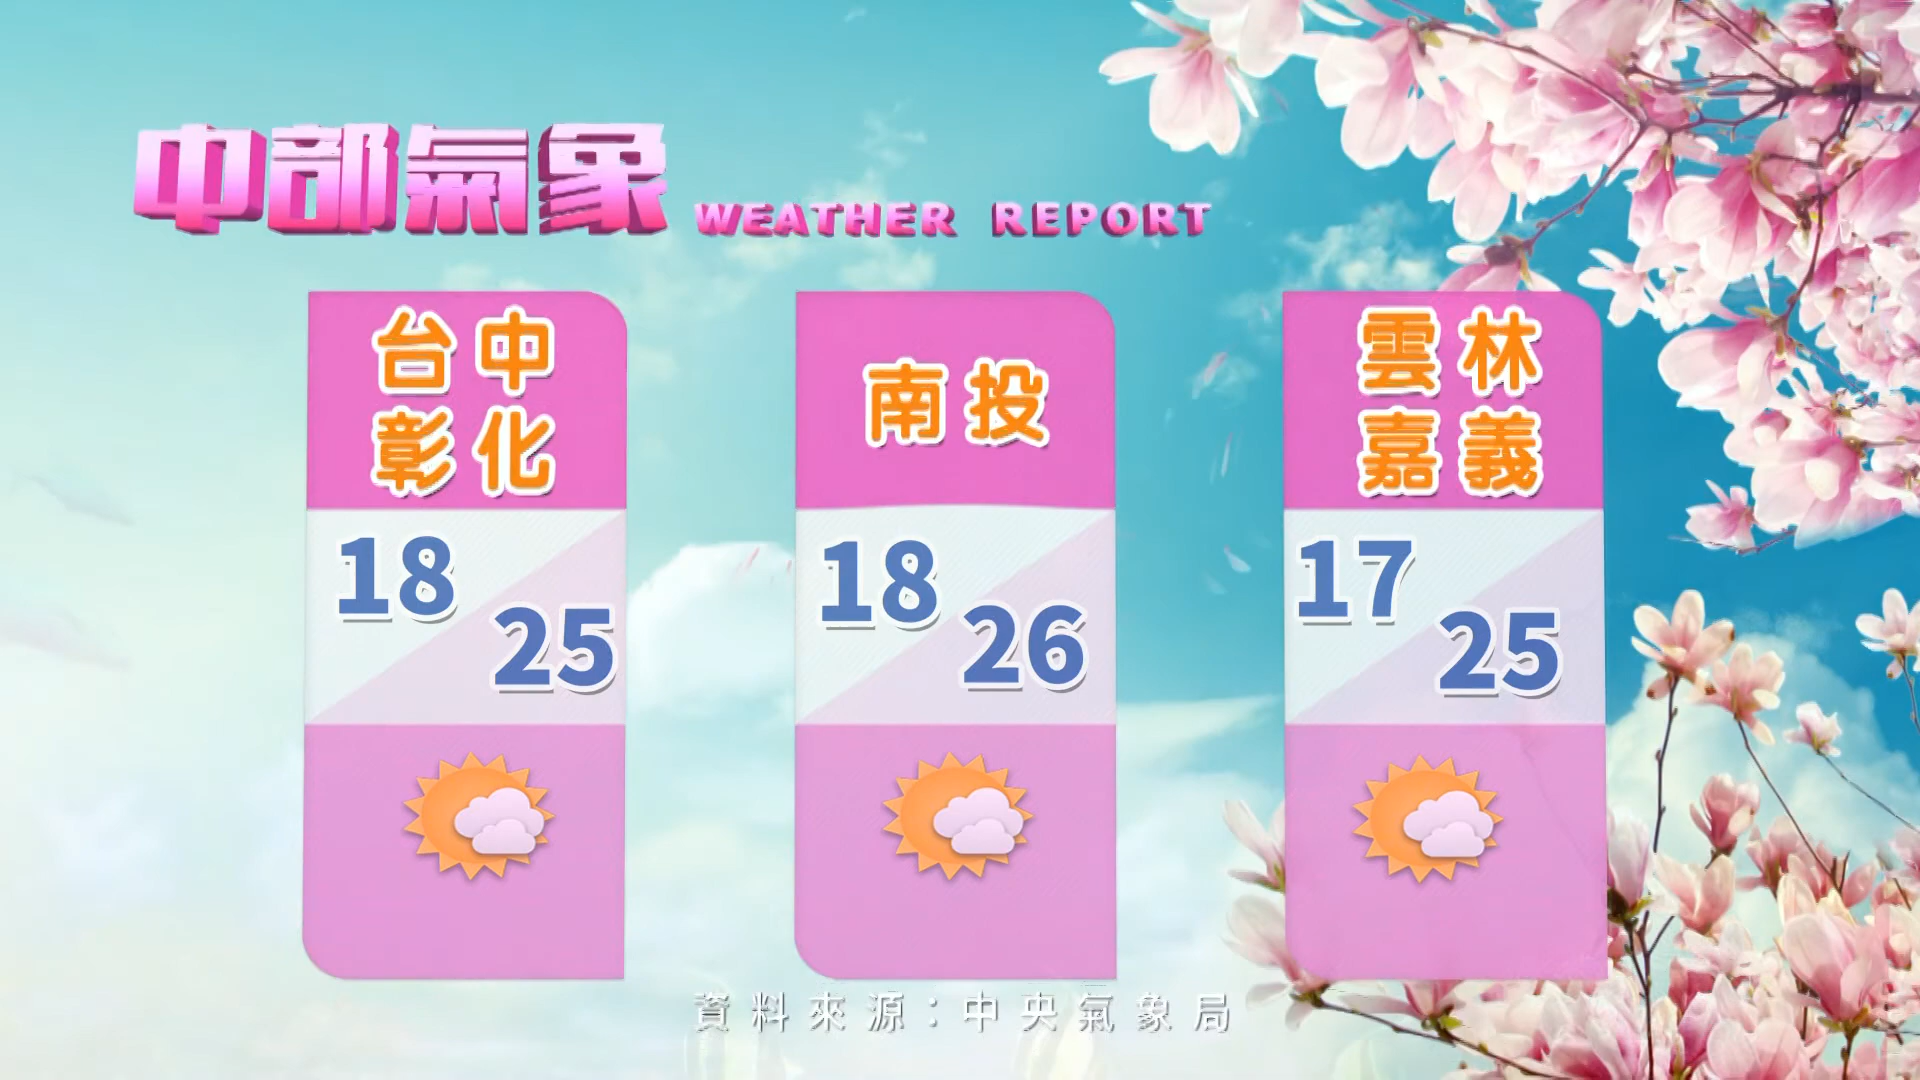 中部氣象 WEATHER REPORT
台中
彰化
18
25
南投
18
26
雲林
嘉義
17
25
資料來源：中央氣象局